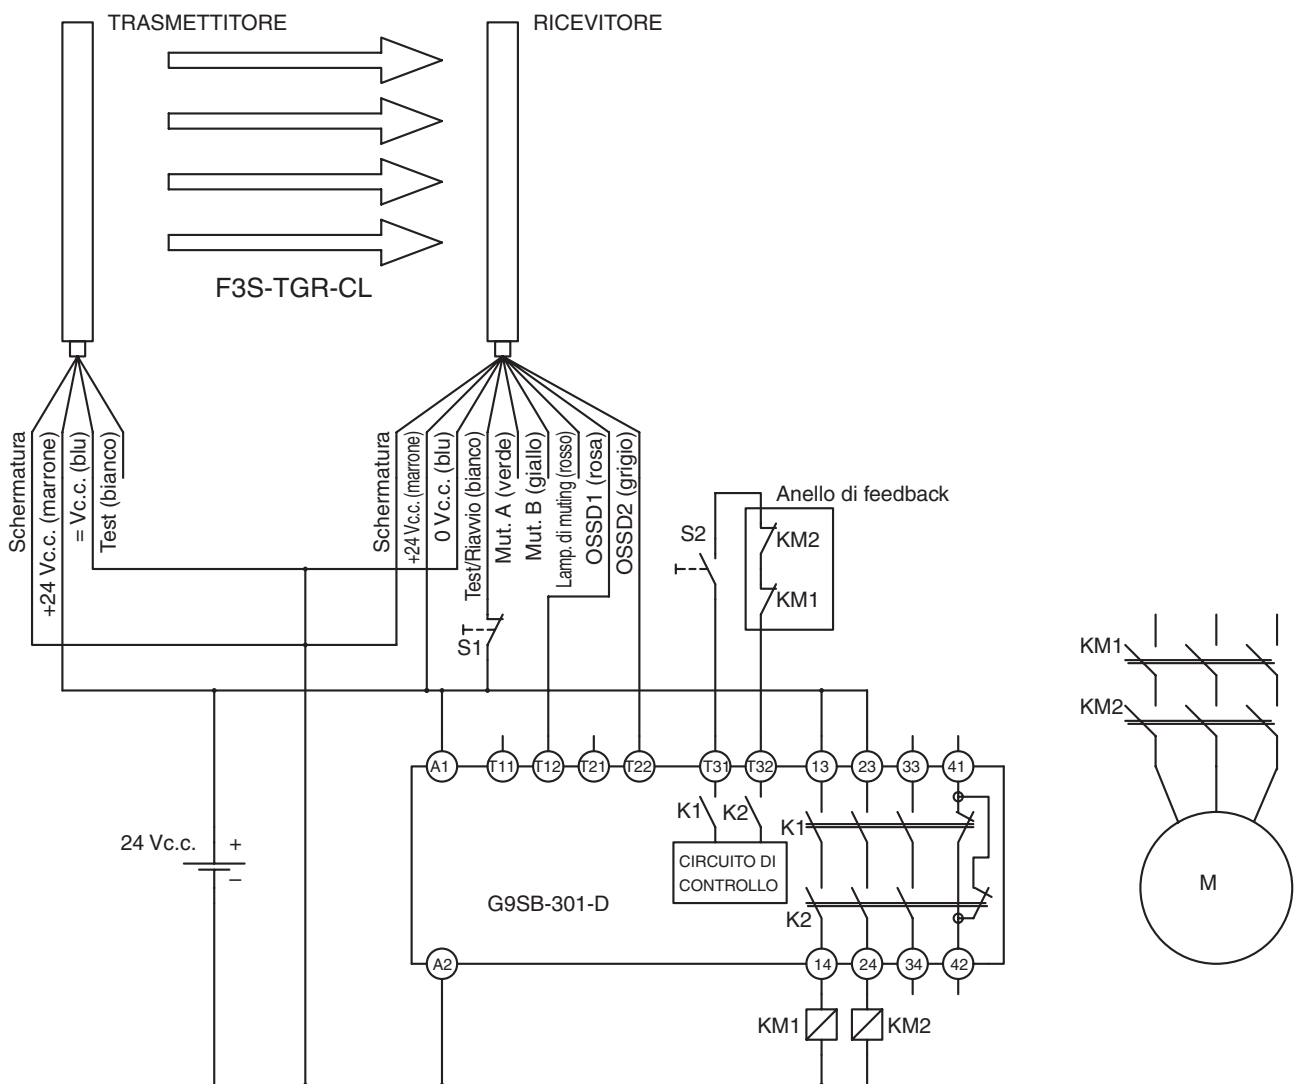 TRASMETTITORE
RICEVITORE
F3S-TGR-CL
Schermatura
+24 Vc.c. (marrone)
= Vc.c. (blu)
Test (bianco)
Schermatura
+24 Vc.c. (marrone)
0 Vc.c. (blu)
Test/Riavvio (bianco)
Mut. A (verde)
Mut. B (giallo)
Lamp. di muting (rosso)
OSSD1 (rosa)
OSSD2 (grigio)
Anello di feedback
S2
KM2
KM1
S1
KM1
KM2
A1
T11
T12
T21
T22
T31
T32
13
23
33
41
K1
K2
K1
24 Vc.c.
+
–
CIRCUITO DI
CONTROLLO
G9SB-301-D
K2
M
A2
14
24
34
42
KM1
KM2